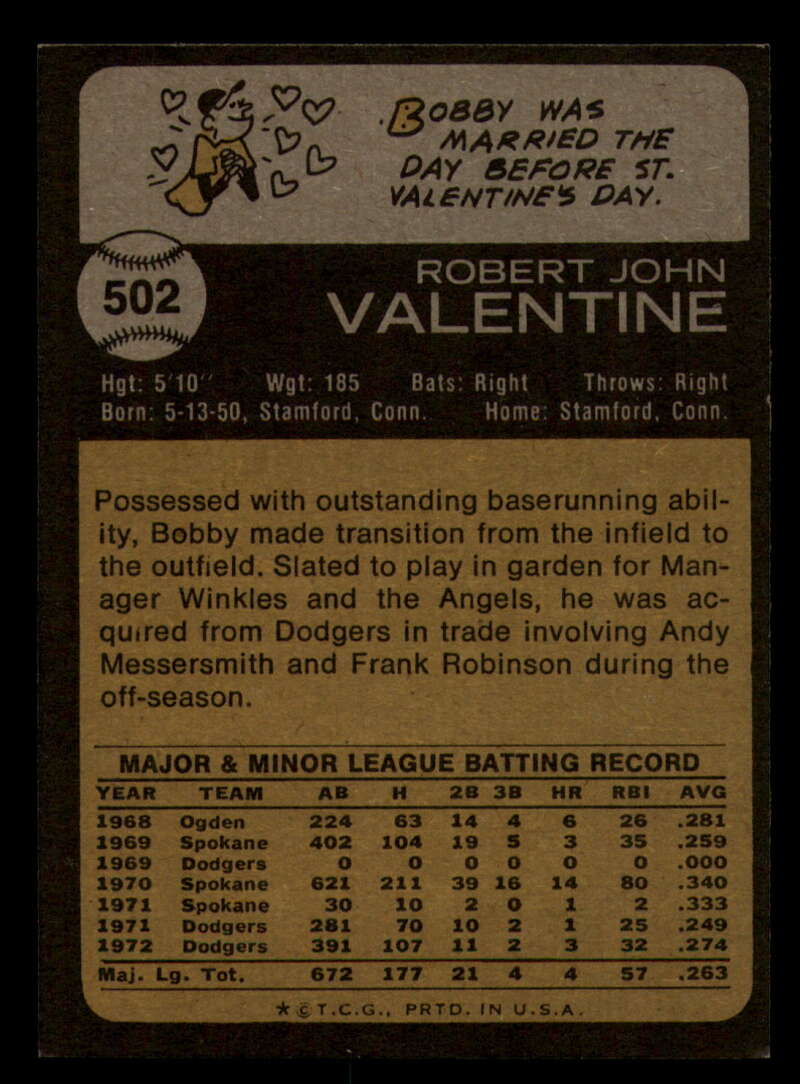 BOBBY WAS
MARRIED THE
DAY BEFORE ST.
VALENTINE'S DAY.
502
ROBERT JOHN
VALENTINE
Hgt: 5'10" Wgt: 185 Bats: Right Throws: Right
Born: 5-13-50, Stamford, Conn. Home: Stamford, Conn.
Possessed with outstanding baserunning abil-
ity, Bobby made transition from the infield to
the outfield. Slated to play in garden for Man-
ager Winkles and the Angels, he was ac-
quired from Dodgers in trade involving Andy
Messersmith and Frank Robinson during the
off-season.
MAJOR & MINOR LEAGUE BATTING RECORD
YEAR TEAM AB H 2B 3B HR RBI AVG
1968 Ogden 224 63 14 4 6 26 .281
1969 Spokane 402 104 19 5 3 35 .259
1969 Dodgers 0 0 0 0 0 0 .000
1970 Spokane 621 211 39 16 14 80 .340
1971 Spokane 30 10 2 0 1 2 .333
1971 Dodgers 281 70 10 2 1 25 .249
1972 Dodgers 391 107 11 2 3 32 .274
Maj. Lg. Tot. 672 177 21 4 4 57 .263
★ © T.C.G., PRTD. IN U.S.A.